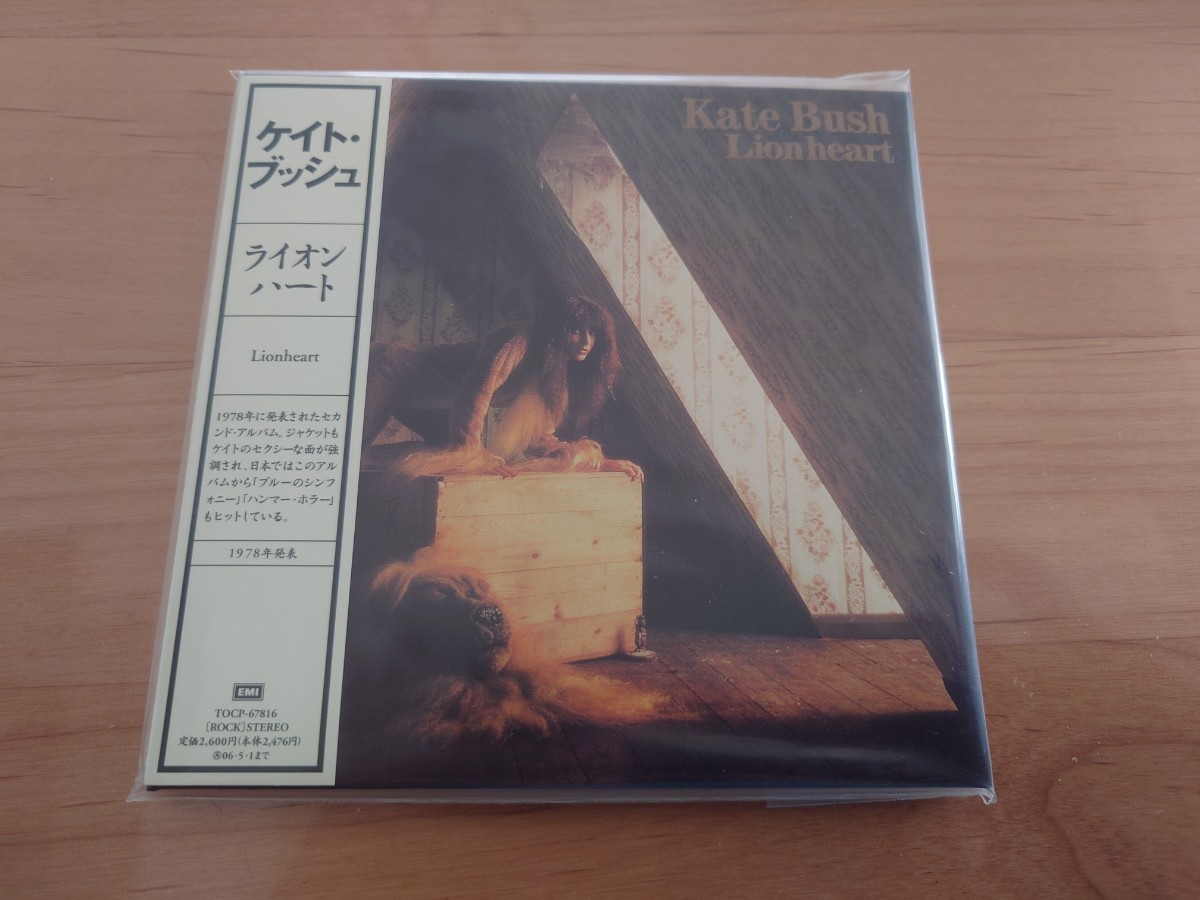 ケイト・
ブッシュ
ライオン
ハート
Lionheart
1978年に発表されたセカ
ンド・アルバム。ジャケットも
ケイトのセクシーな面が強
調され、日本ではこのアル
バムから「ブルーのシンフ
ォニー」「ハンマー・ホラー」
もヒットしている。
1978年発表
EMI
TOCP-67816
〔ROCK〕STEREO
定価2,600円(本体2,476円)
Ⓐ06・5・1まで
Kate Bush
Lionheart